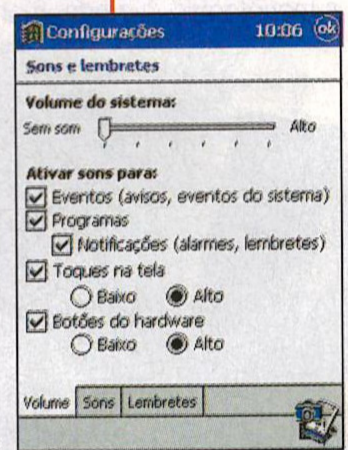 Configurações 10:06 ok
Sons e lembretes
Volume do sistema:
Sem som Alto
Ativar sons para:
Eventos (avisos, eventos do sistema)
Programas
Notificações (alarmes, lembretes)
Toques na tela
Baixo Alto
Botões do hardware
Baixo Alto
Volume Sons Lembretes